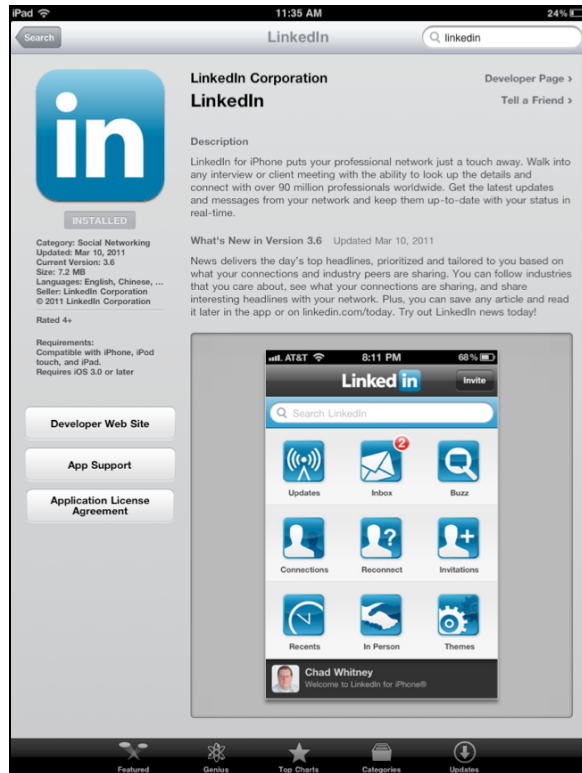 iPad 11:35 AM 24%
Search LinkedIn linkedin
LinkedIn Corporation Developer Page ›
LinkedIn Tell a Friend ›
in
INSTALLED
Category: Social Networking
Updated: Mar 10, 2011
Current Version: 3.6
Size: 7.2 MB
Languages: English, Chinese, ...
Seller: LinkedIn Corporation
© 2011 LinkedIn Corporation
Rated 4+
Requirements:
Compatible with iPhone, iPod
touch, and iPad.
Requires iOS 3.0 or later
Developer Web Site
App Support
Application License
Agreement
Description
LinkedIn for iPhone puts your professional network just a touch away. Walk into
any interview or client meeting with the ability to look up the details and
connect with over 90 million professionals worldwide. Get the latest updates
and messages from your network and keep them up-to-date with your status in
real-time.
What's New in Version 3.6 Updated Mar 10, 2011
News delivers the day's top headlines, prioritized and tailored to you based on
what your connections and industry peers are sharing. You can follow industries
that you care about, see what your connections are sharing, and share
interesting headlines with your network. Plus, you can save any article and read
it later in the app or on linkedin.com/today. Try out LinkedIn news today!
AT&T 8:11 PM 68%
Linked in Invite
Search LinkedIn
2
Updates Inbox Buzz
Connections Reconnect Invitations
Recents In Person Themes
Chad Whitney
Welcome to LinkedIn for iPhone®
Featured Genius Top Charts Categories Updates